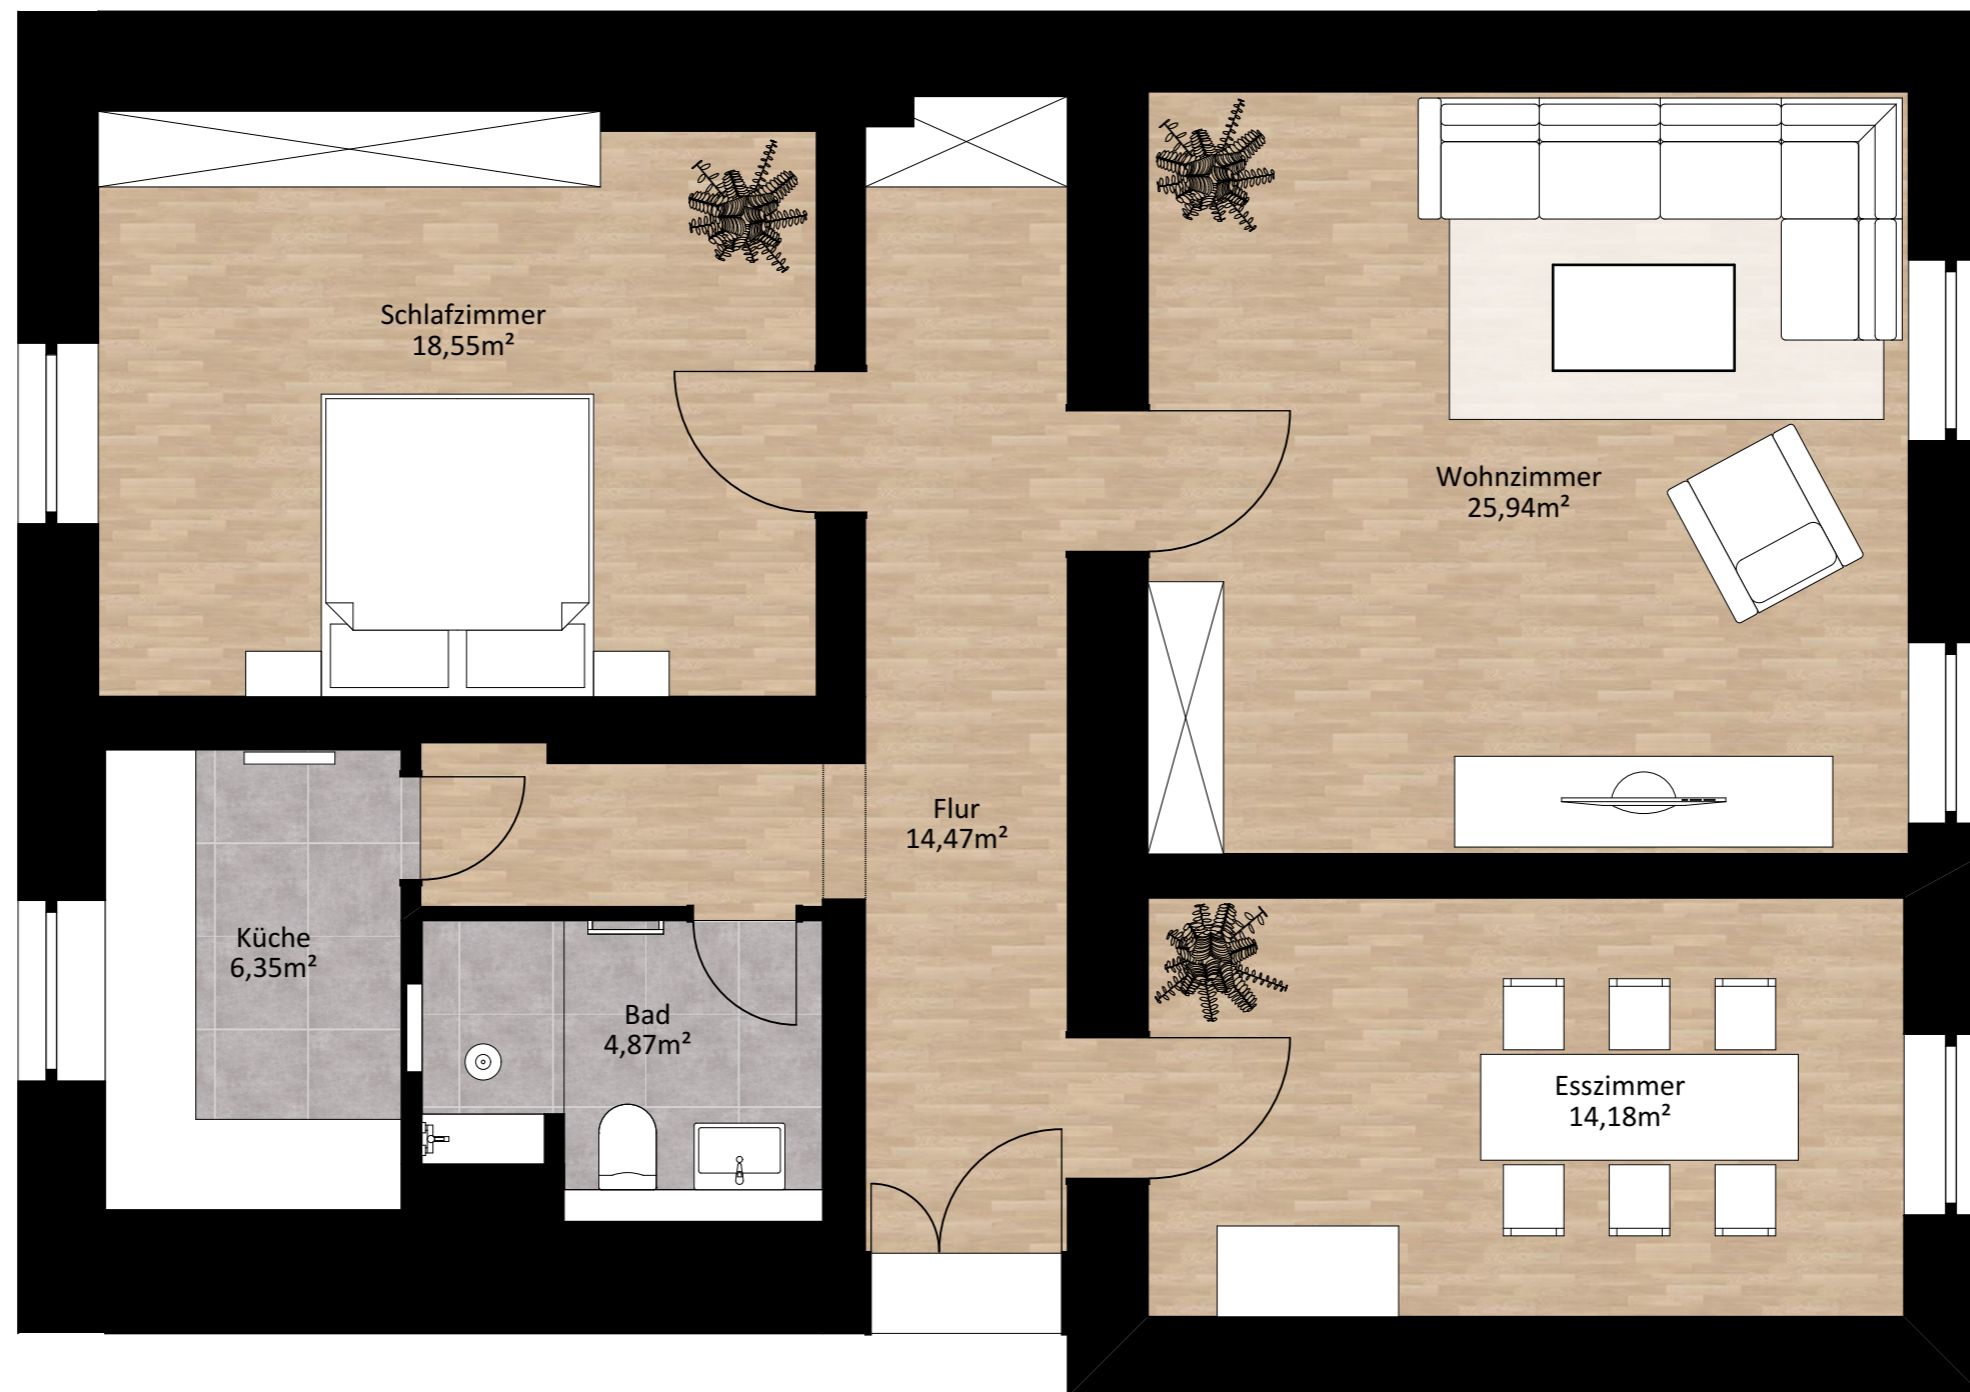 Schlafzimmer
18,55m²
Wohnzimmer
25,94m²
Flur
14,47m²
Küche
6,35m²
Bad
4,87m²
Esszimmer
14,18m²